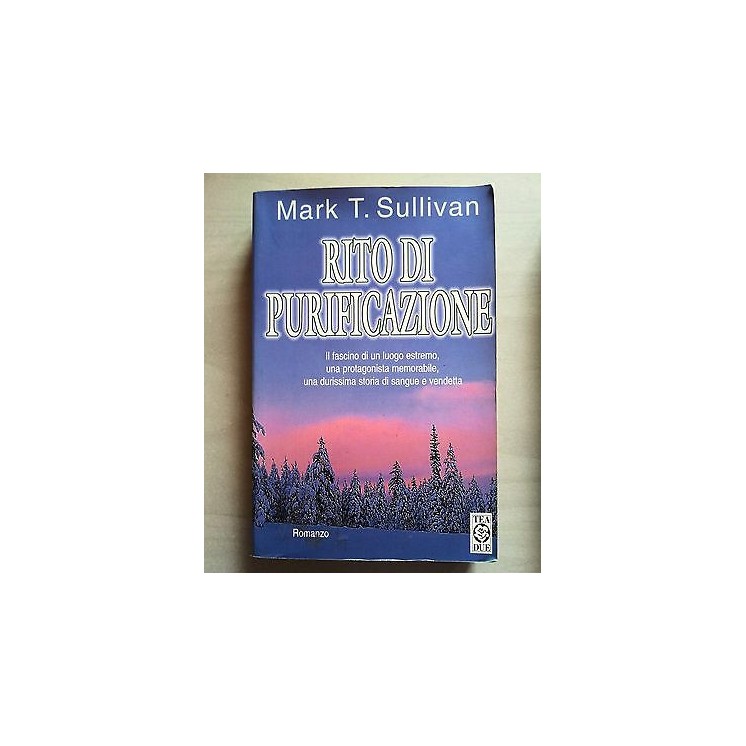 Mark T. Sullivan
RITO DI
PURIFICAZIONE
Il fascino di un luogo estremo,
una protagonista memorabile,
una durissima storia di sangue e vendetta
Romanzo
TEA
DUE